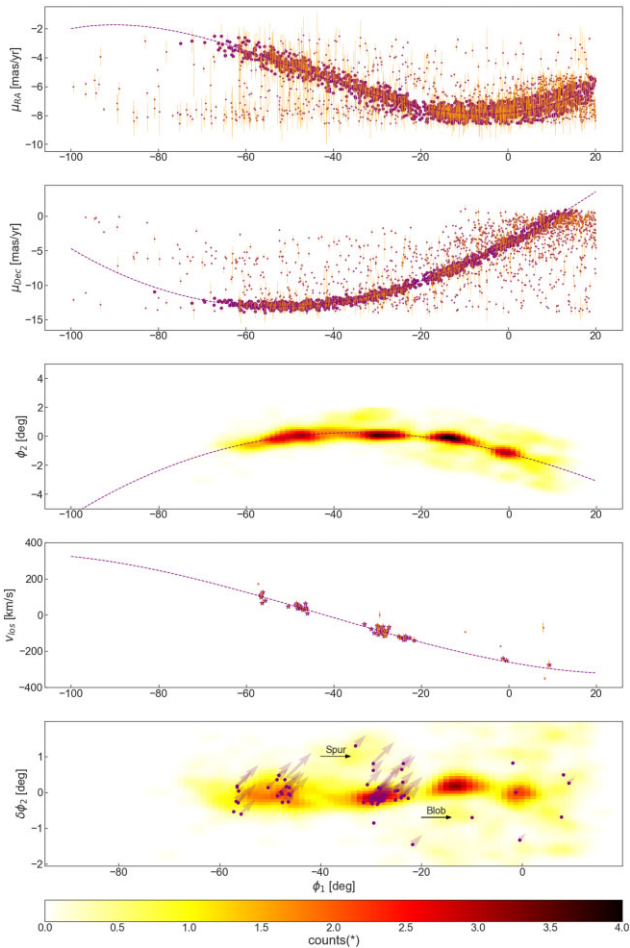 μRA [mas/yr]
−2
−4
−6
−8
−10
−100 −80 −60 −40 −20 0 20
μDec [mas/yr]
0
−5
−10
−15
−100 −80 −60 −40 −20 0 20
ϕ2 [deg]
4
2
0
−2
−4
−100 −80 −60 −40 −20 0 20
vlos [km/s]
400
200
0
−200
−400
−100 −80 −60 −40 −20 0 20
δϕ2 [deg]
1
0
−1
−2
Spur
Blob
−80 −60 −40 −20 0 20
ϕ1 [deg]
0.0 0.5 1.0 1.5 2.0 2.5 3.0 3.5 4.0
counts(*)